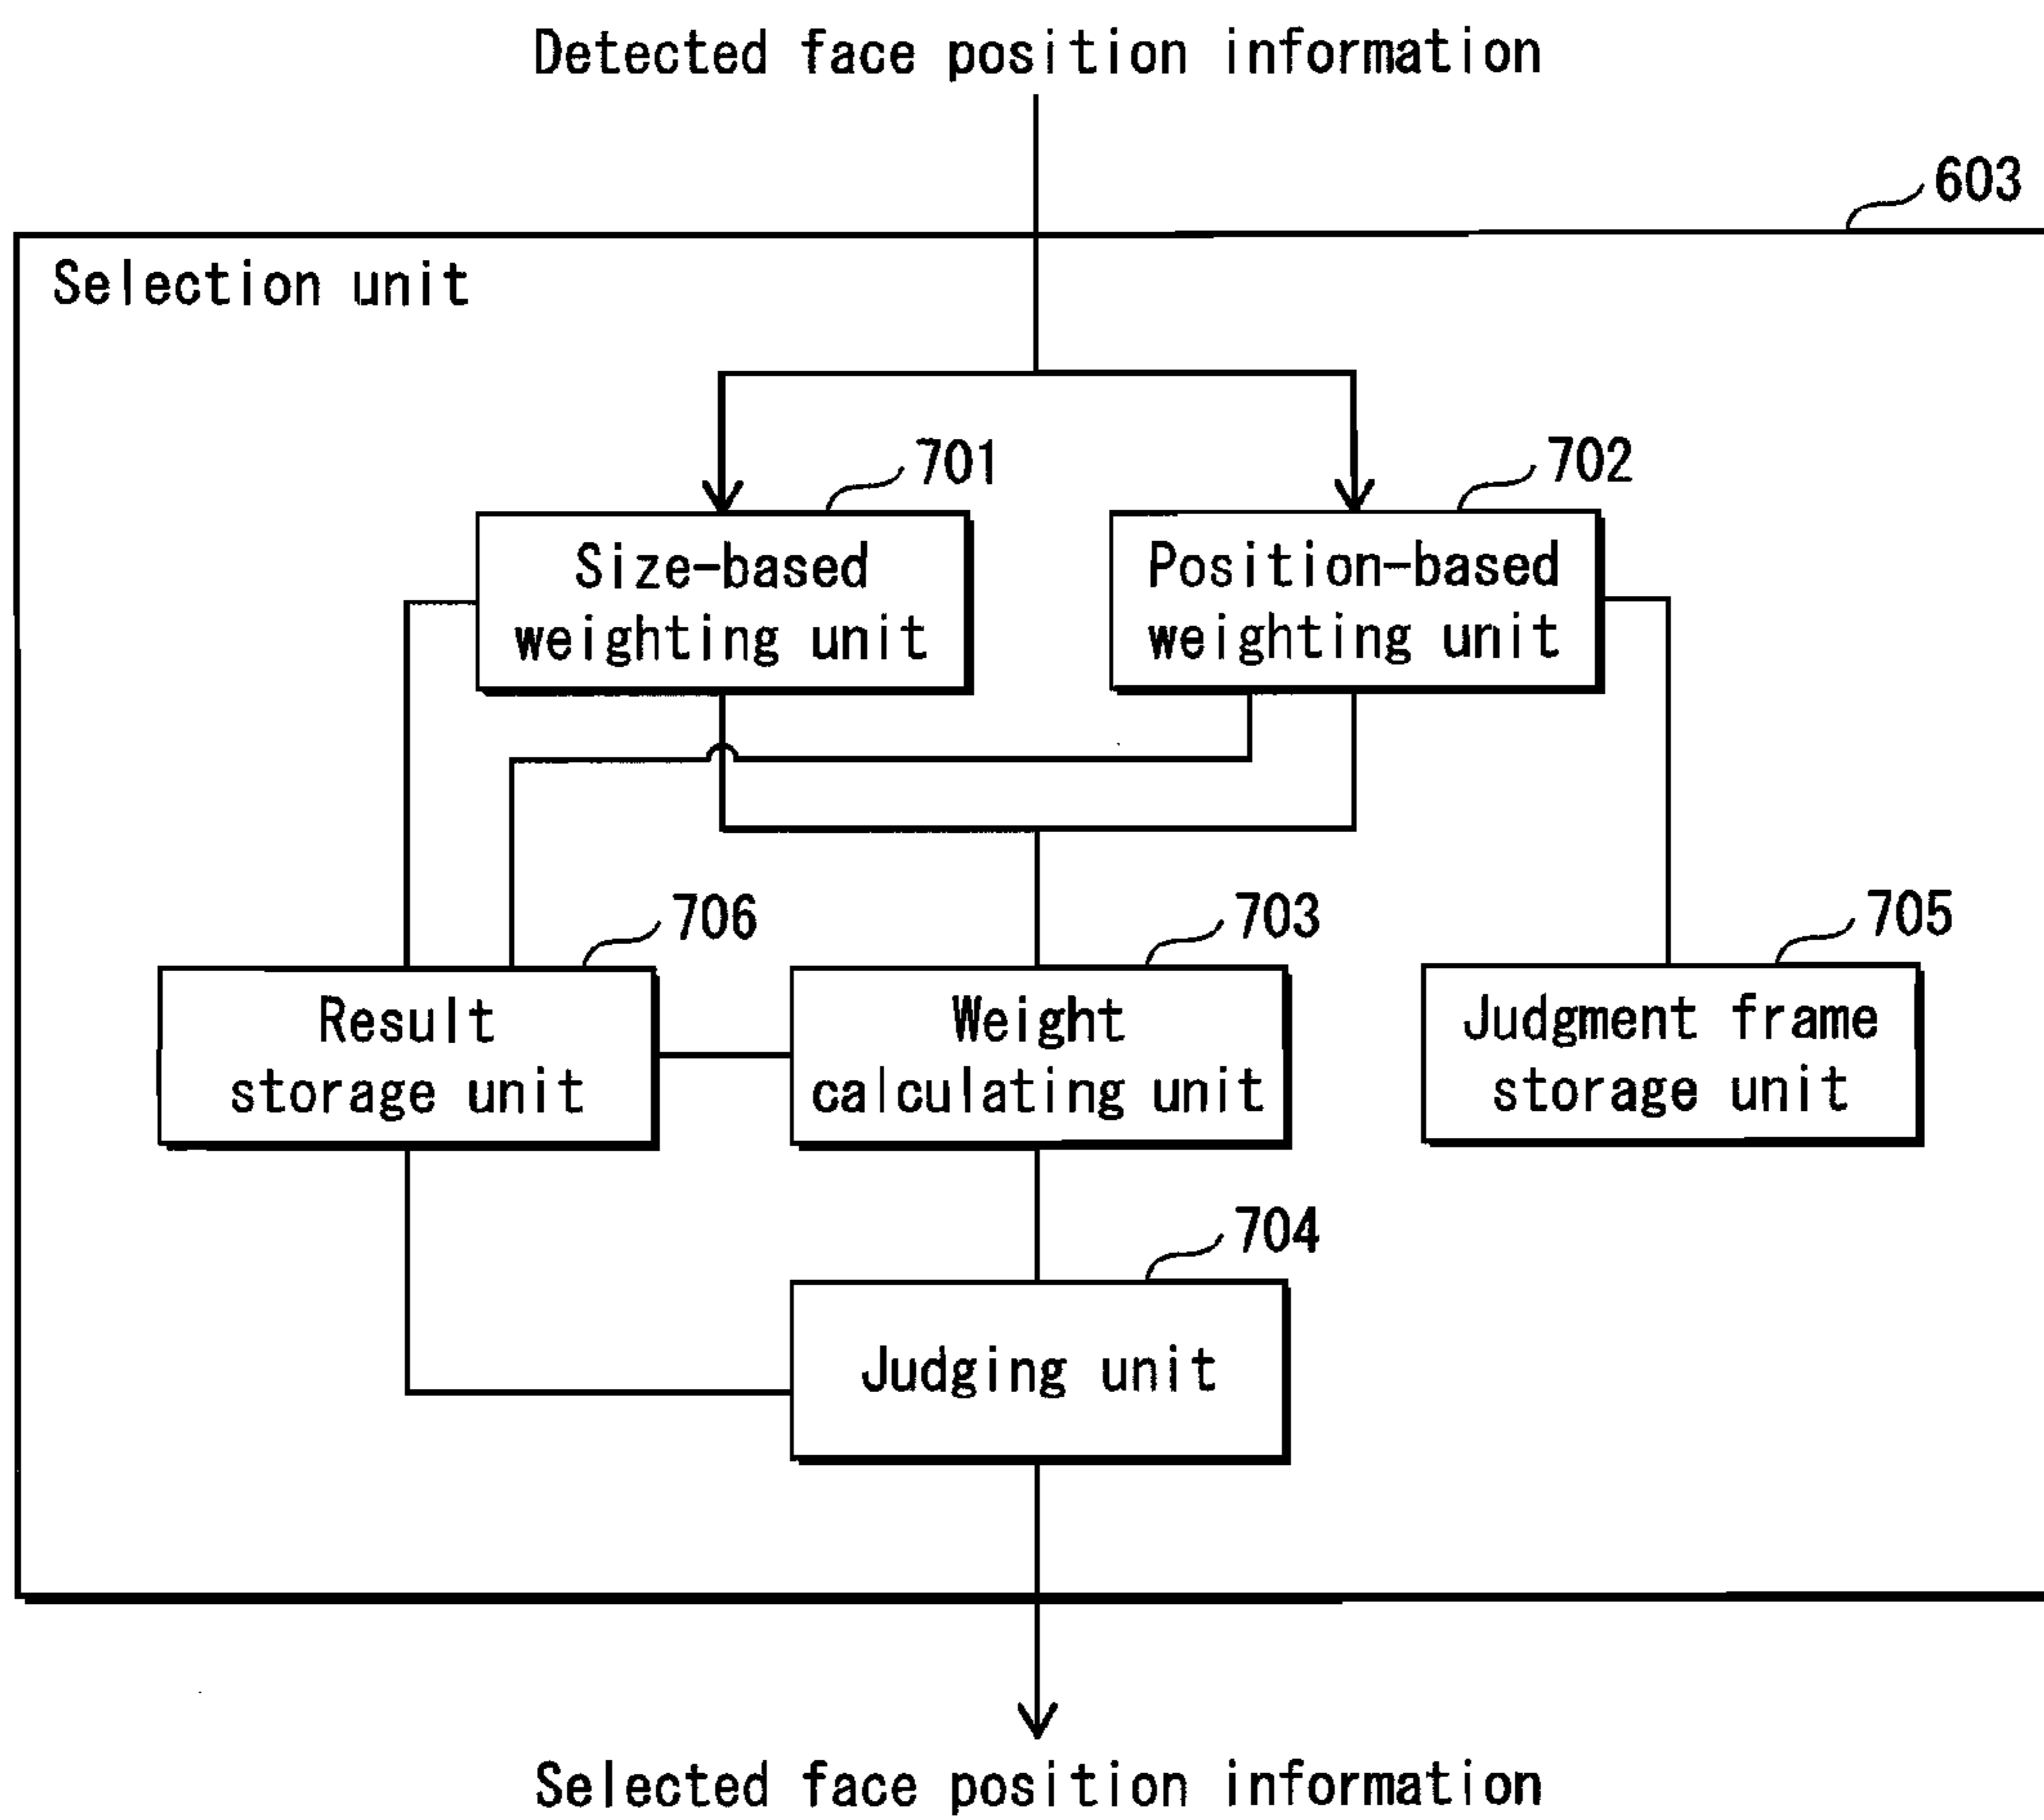 Detected face position information
603
Selection unit
701
702
Size-based
weighting unit
Position-based
weighting unit
706
703
705
Result
storage unit
Weight
calculating unit
Judgment frame
storage unit
704
Judging unit
Selected face position information